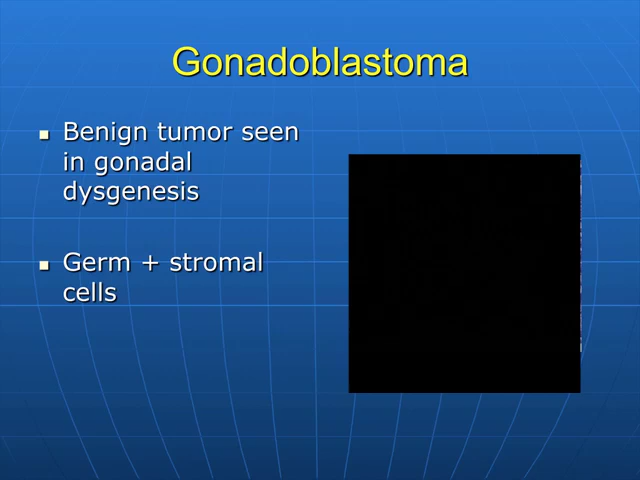 Gonadoblastoma
Benign tumor seen
in gonadal
dysgenesis
Germ + stromal
cells